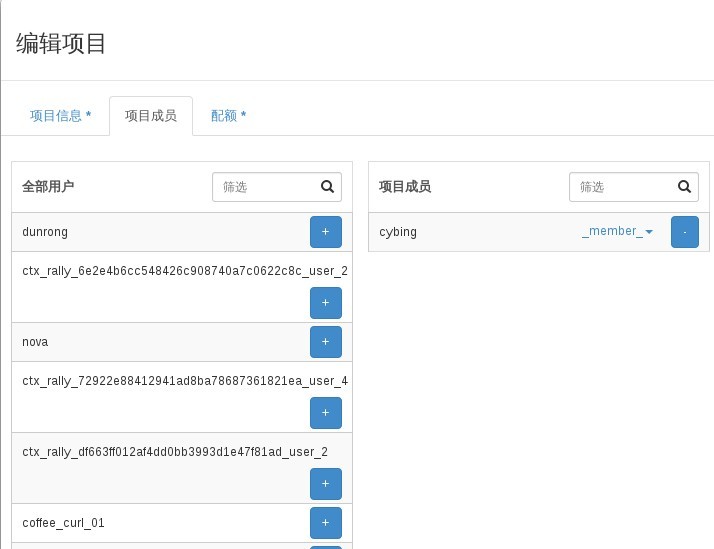 编辑项目
项目信息 * 项目成员 配额 *
全部用户 筛选
dunrong +
ctx_rally_6e2e4b6cc548426c908740a7c0622c8c_user_2
+
nova +
ctx_rally_72922e88412941ad8ba78687361821ea_user_4
+
ctx_rally_df663ff012af4dd0bb3993d1e47f81ad_user_2
+
coffee_curl_01 +
项目成员 筛选
cybing _member_ -